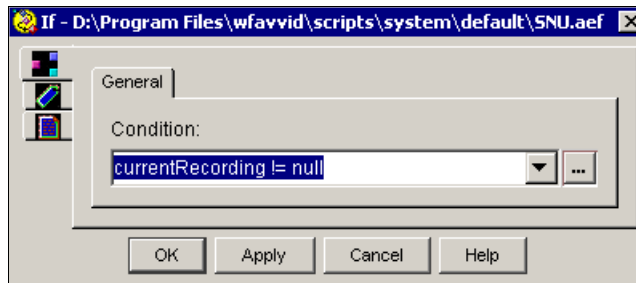 If - D:\Program Files\wfavvid\scripts\system\default\SNU.aef
General
Condition:
currentRecording != null
...
OK Apply Cancel Help